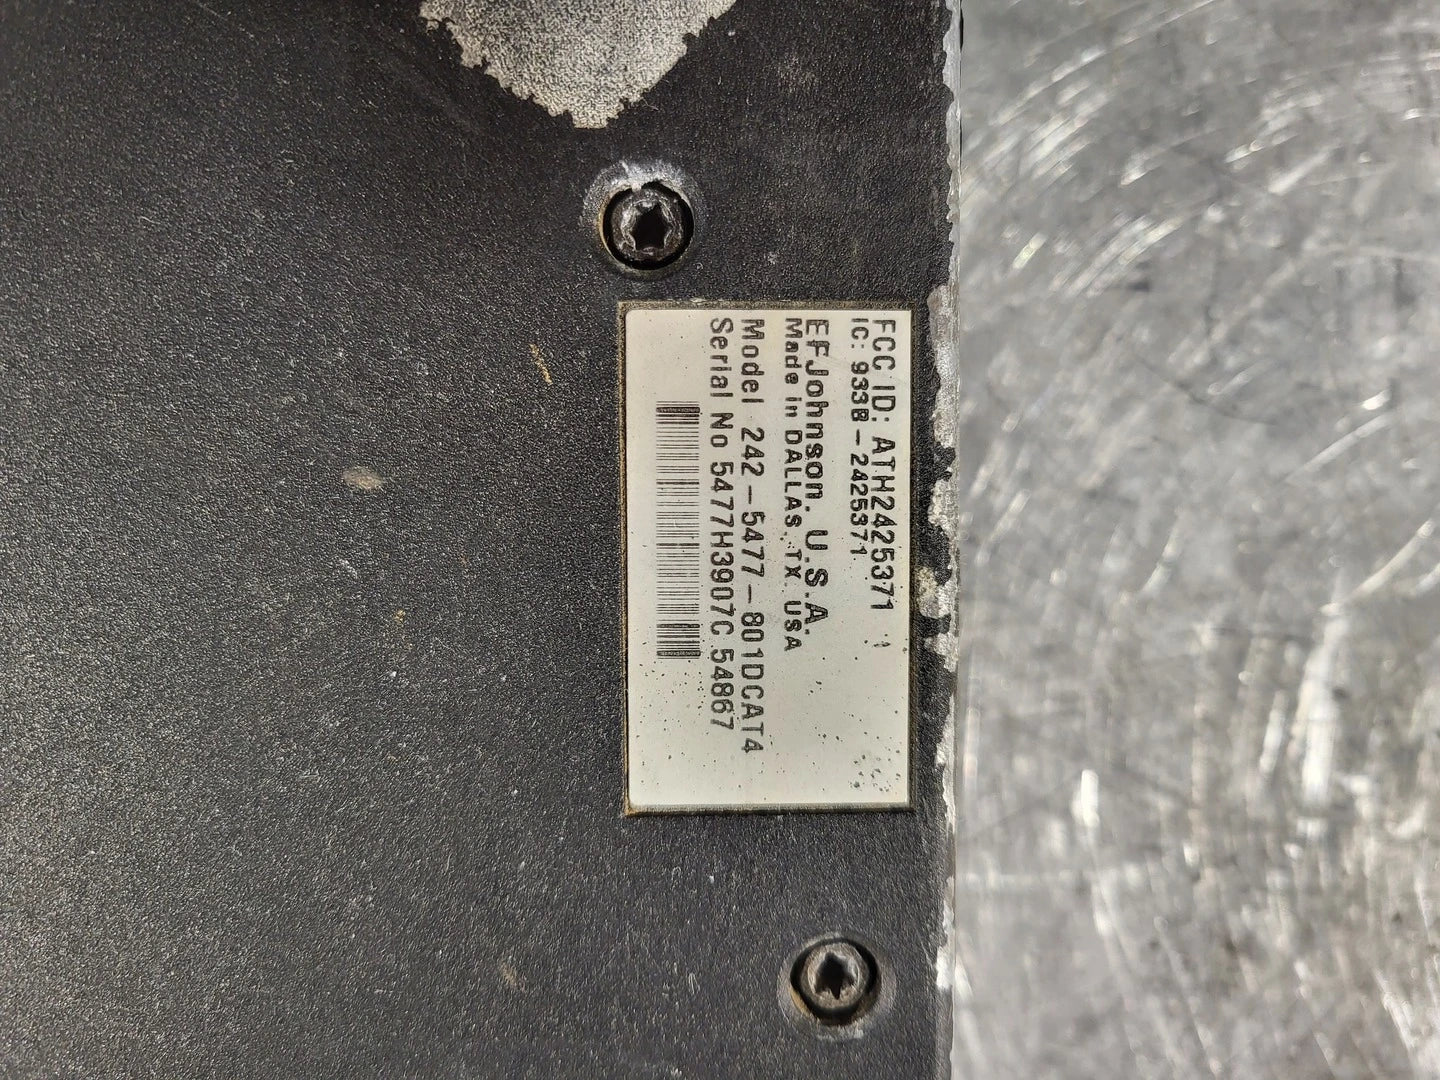 FCC ID: ATH2425371
IC: 933B-2425371
EFJohnson, U.S.A.
Made in DALLAS, TX USA
Model 242-5477-801DCAT4
Serial No 5477H3907C 54867